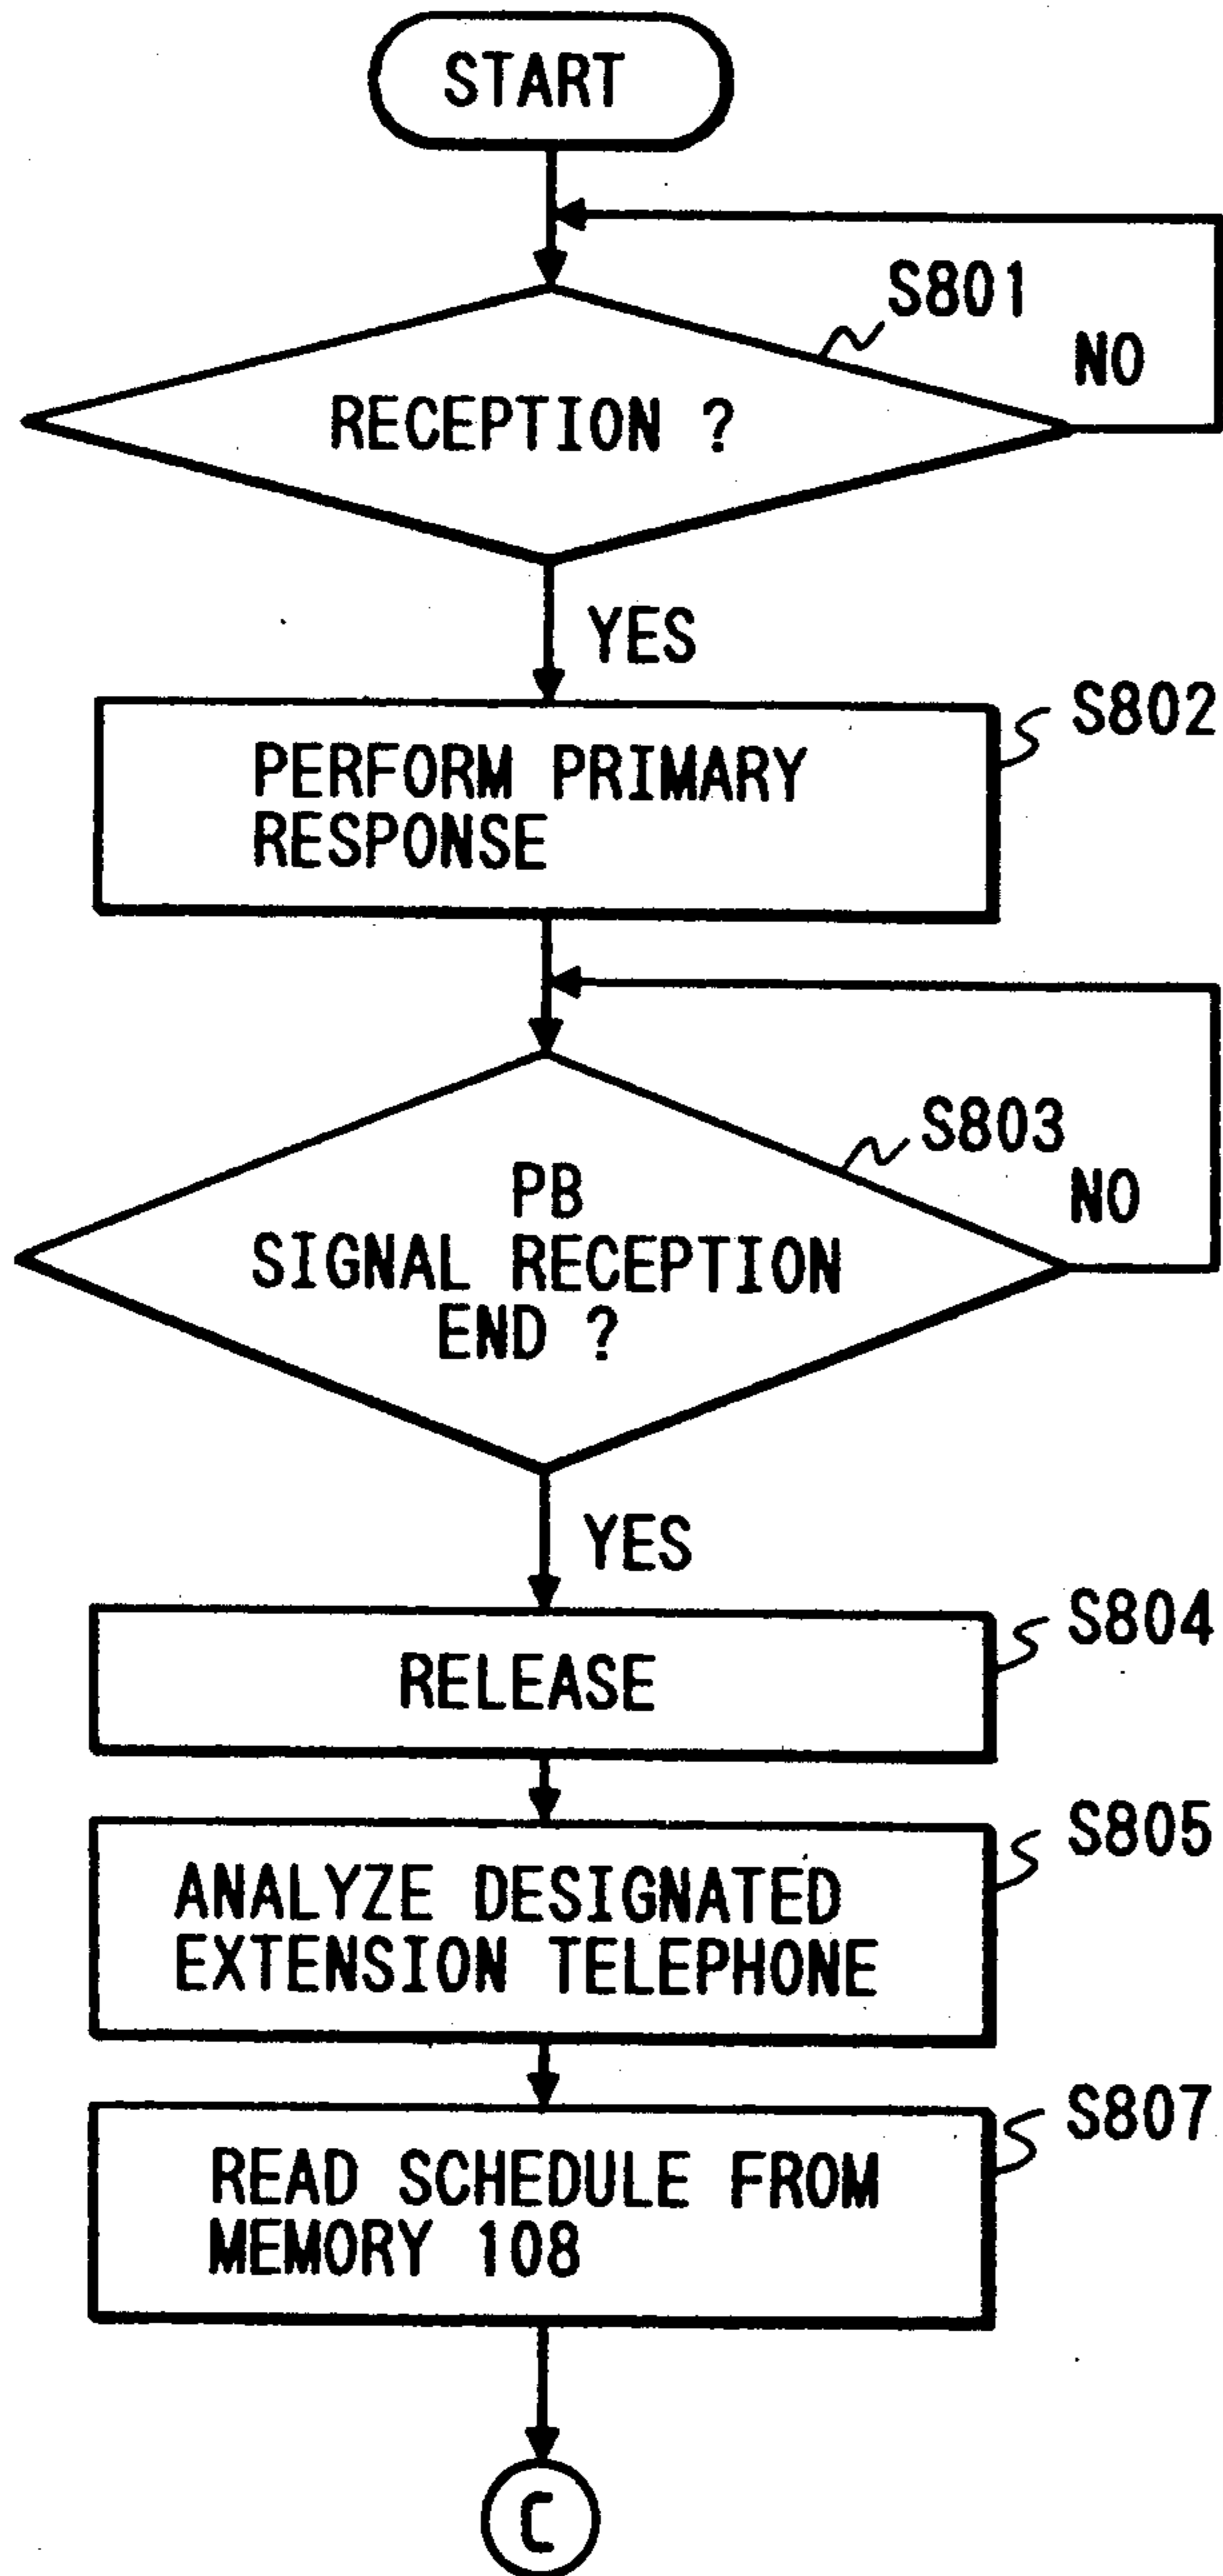 START
S801
NO
RECEPTION ?
YES
S802
PERFORM PRIMARY
RESPONSE
S803
NO
PB
SIGNAL RECEPTION
END ?
YES
S804
RELEASE
S805
ANALYZE DESIGNATED
EXTENSION TELEPHONE
S807
READ SCHEDULE FROM
MEMORY 108
C